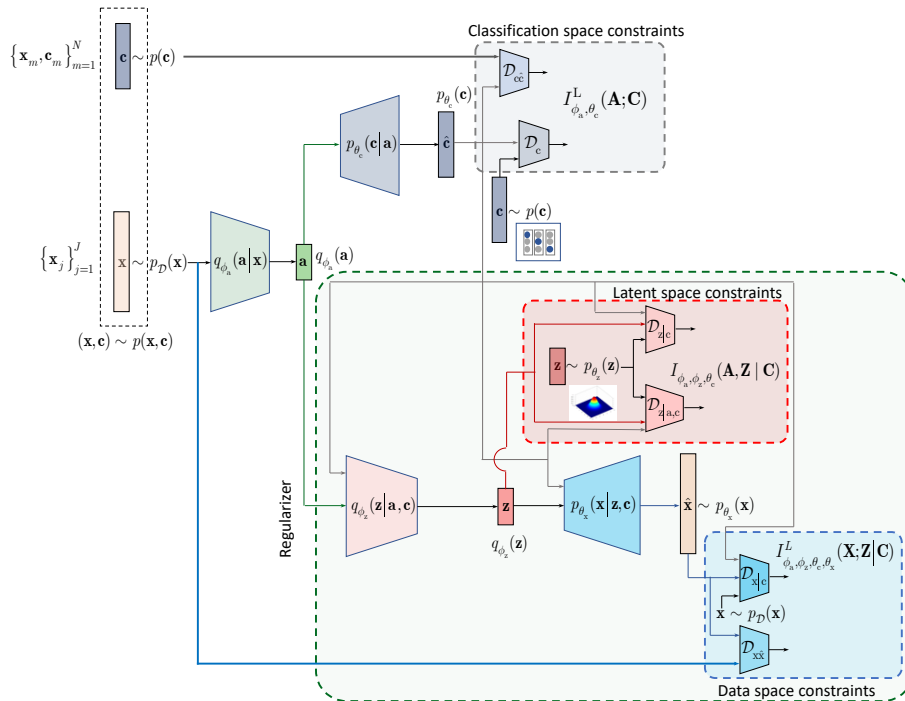 Classification space constraints
{x_m, c_m}_{m=1}^N
c ∼ p(c)
D_{cĉ}
I^L_{ϕ_a,θ_c}(A;C)
p_{θ_c}(c)
p_{θ_c}(c|a)
ĉ
D_c
c ∼ p(c)
{x_j}_{j=1}^J
x ∼ p_D(x)
q_{ϕ_a}(a|x)
a
q_{ϕ_a}(a)
(x,c) ∼ p(x,c)
Latent space constraints
D_{z|c}
z ∼ p_{θ_z}(z)
I_{ϕ_a,ϕ_z,θ_c}(A,Z|C)
D_{z|a,c}
Regularizer
q_{ϕ_z}(z|a,c)
z
q_{ϕ_z}(z)
p_{θ_x}(x|z,c)
x̂ ∼ p_{θ_x}(x)
I^L_{ϕ_a,ϕ_z,θ_c,θ_x}(X;Z|C)
D_{x|c}
x ∼ p_D(x)
D_{xx̂}
Data space constraints